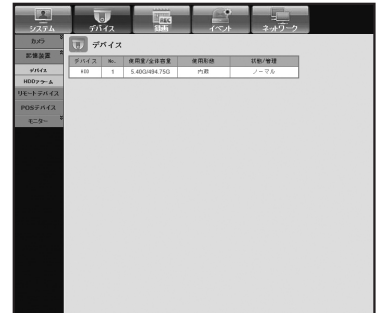 システム
デバイス
REC
録画
イベント
ネットワーク
カメラ
記憶装置
デバイス
HDDアラーム
リモートデバイス
POSデバイス
モニター
デバイス
デバイス No. 使用量/全体容量 使用形態 状態/管理
HDD 1 5.40G/494.75G 内蔵 ノーマル